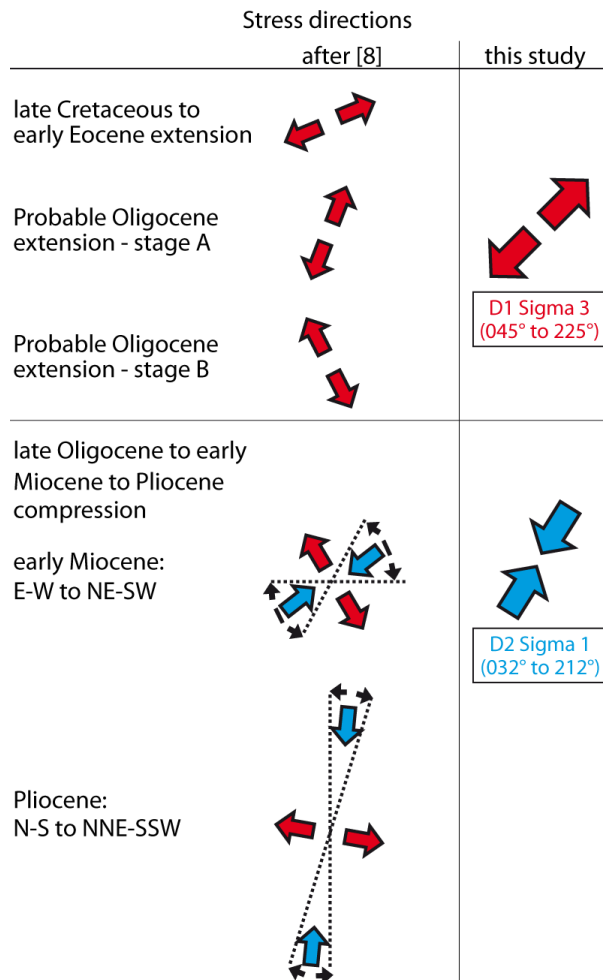 Stress directions
after [8]
this study
late Cretaceous to
early Eocene extension
Probable Oligocene
extension - stage A
D1 Sigma 3
(045° to 225°)
Probable Oligocene
extension - stage B
late Oligocene to early
Miocene to Pliocene
compression
early Miocene:
E-W to NE-SW
D2 Sigma 1
(032° to 212°)
Pliocene:
N-S to NNE-SSW